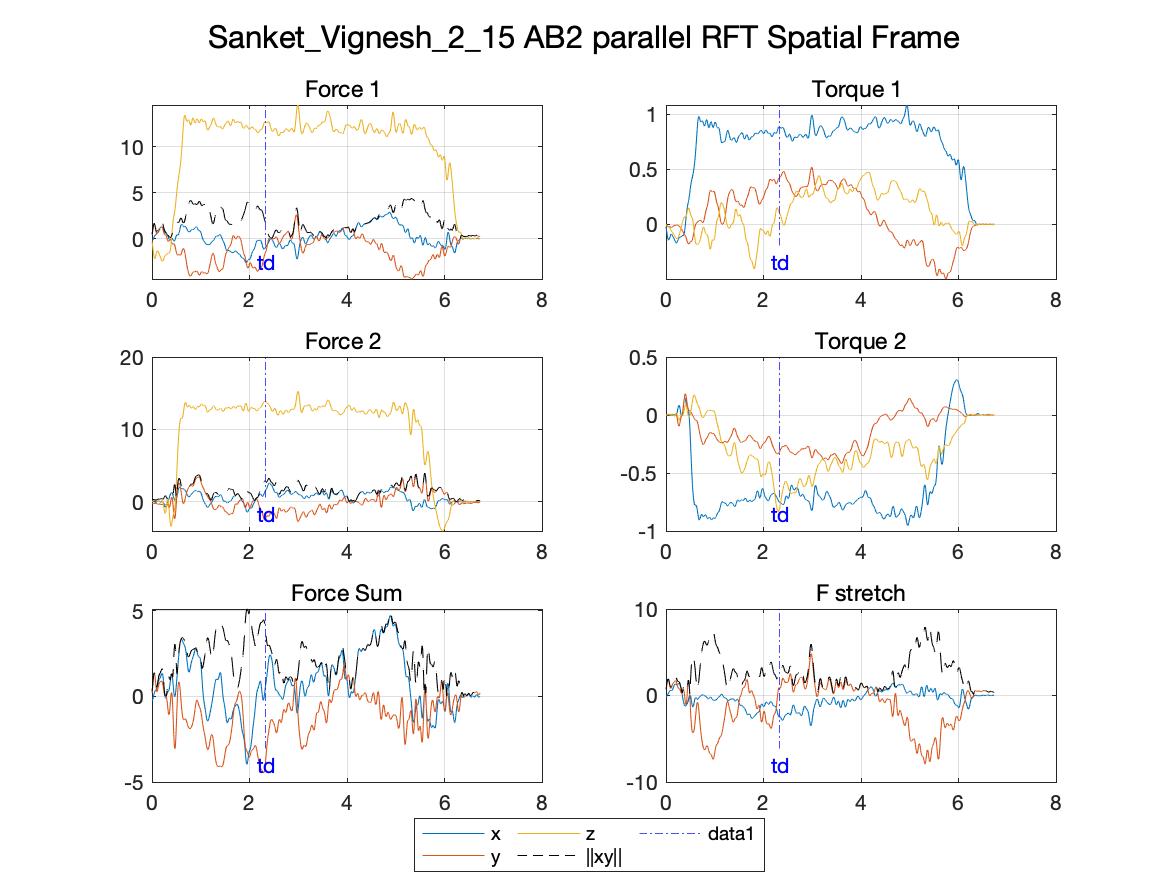 Sanket_Vignesh_2_15 AB2 parallel RFT Spatial Frame
Force 1
10
5
0
td
0 2 4 6 8
Torque 1
1
0.5
0
td
0 2 4 6 8
Force 2
20
10
0
td
0 2 4 6 8
Torque 2
0.5
0
-0.5
-1
td
0 2 4 6 8
Force Sum
5
0
-5
td
0 2 4 6 8
F stretch
10
0
-10
td
0 2 4 6 8
x z data1
y ||xy||